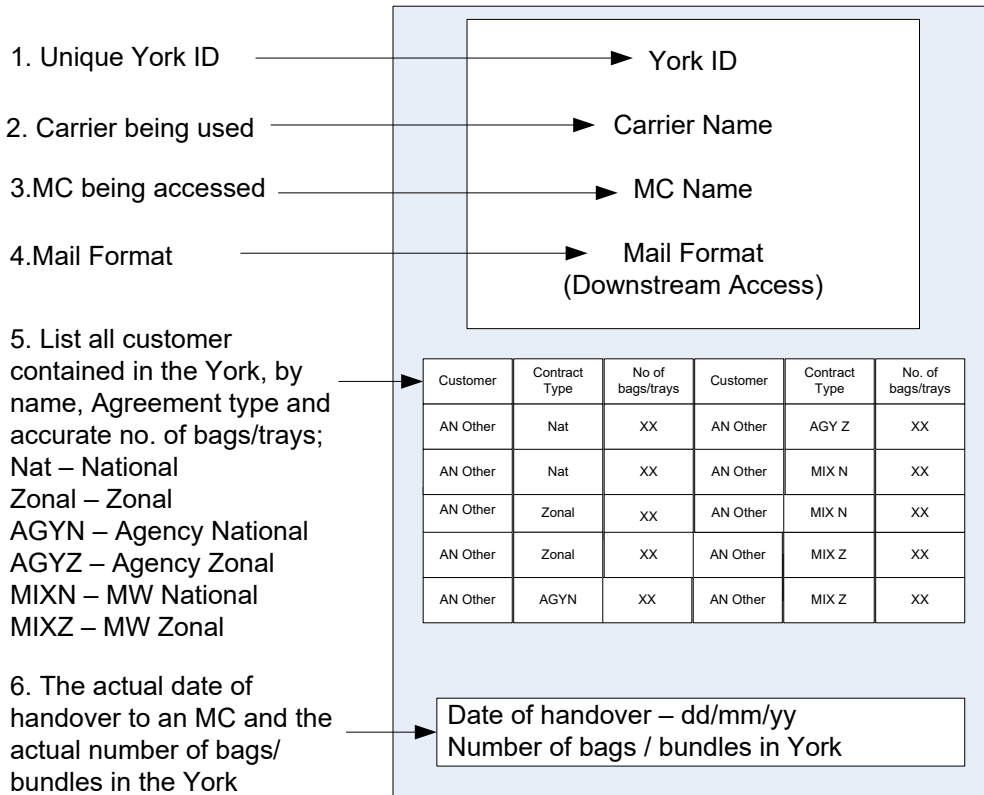 1. Unique York ID
2. Carrier being used
3.MC being accessed
4.Mail Format
5. List all customer
contained in the York, by
name, Agreement type and
accurate no. of bags/trays;
Nat – National
Zonal – Zonal
AGYN – Agency National
AGYZ – Agency Zonal
MIXN – MW National
MIXZ – MW Zonal
6. The actual date of
handover to an MC and the
actual number of bags/
bundles in the York
York ID
Carrier Name
MC Name
Mail Format
(Downstream Access)
Customer Contract Type No of bags/trays Customer Contract Type No. of bags/trays
AN Other Nat XX AN Other AGY Z XX
AN Other Nat XX AN Other MIX N XX
AN Other Zonal XX AN Other MIX N XX
AN Other Zonal XX AN Other MIX Z XX
AN Other AGYN XX AN Other MIX Z XX
Date of handover – dd/mm/yy
Number of bags / bundles in York